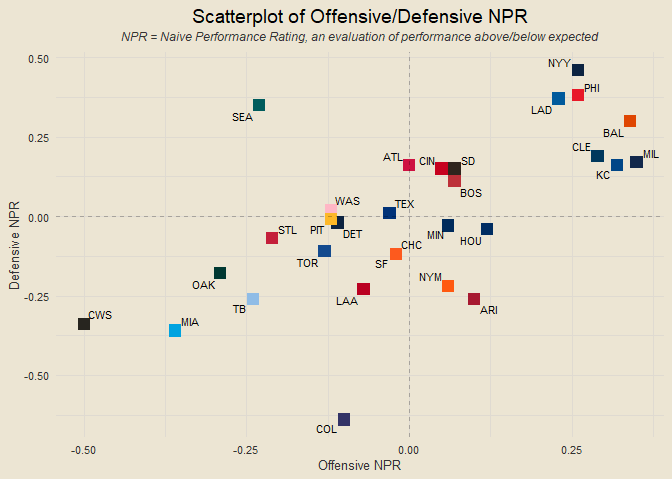 Scatterplot of Offensive/Defensive NPR
NPR = Naive Performance Rating, an evaluation of performance above/below expected
0.50
NYY
PHI
LAD
SEA
BAL
0.25
CLE
MIL
ATL
CIN
SD
KC
BOS
WAS
TEX
0.00
STL
PIT
DET
MIN
HOU
CHC
TOR
SF
OAK
NYM
-0.25
LAA
TB
ARI
CWS
MIA
-0.50
COL
-0.50
-0.25
0.00
0.25
Offensive NPR
Defensive NPR